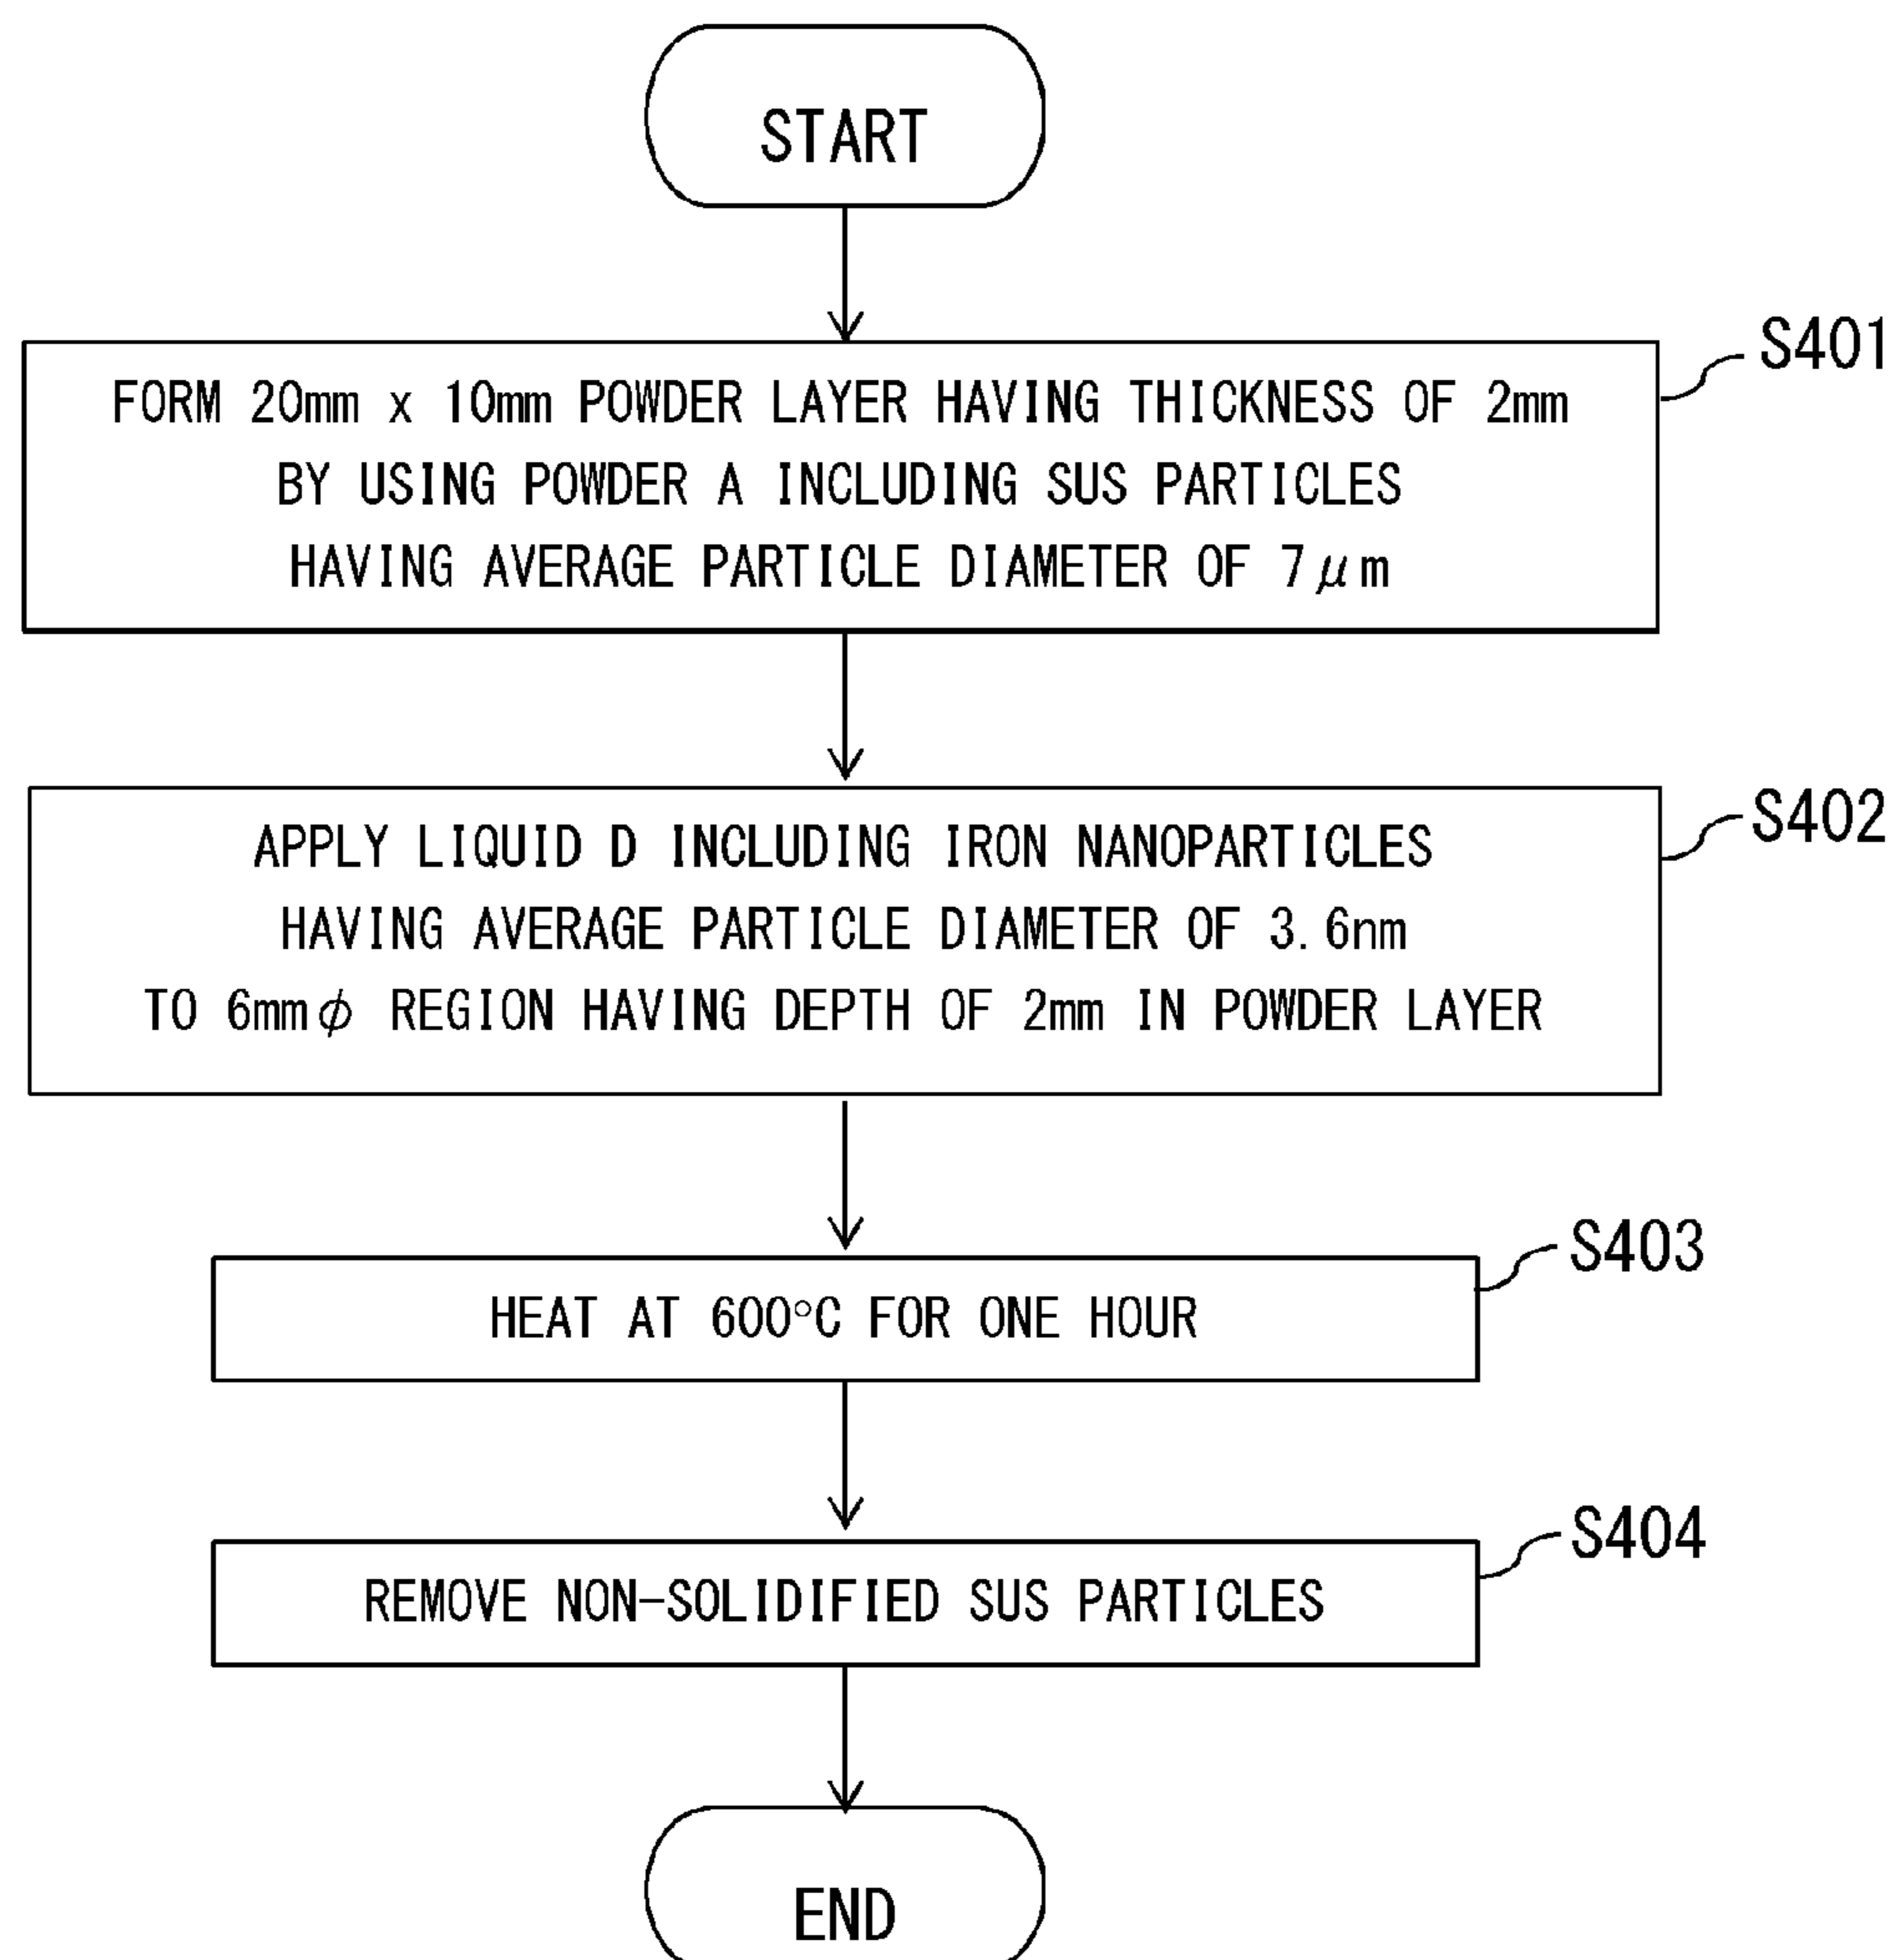 START
S401
FORM 20mm x 10mm POWDER LAYER HAVING THICKNESS OF 2mm
BY USING POWDER A INCLUDING SUS PARTICLES
HAVING AVERAGE PARTICLE DIAMETER OF 7μm
S402
APPLY LIQUID D INCLUDING IRON NANOPARTICLES
HAVING AVERAGE PARTICLE DIAMETER OF 3.6nm
TO 6mmφ REGION HAVING DEPTH OF 2mm IN POWDER LAYER
S403
HEAT AT 600°C FOR ONE HOUR
S404
REMOVE NON-SOLIDIFIED SUS PARTICLES
END